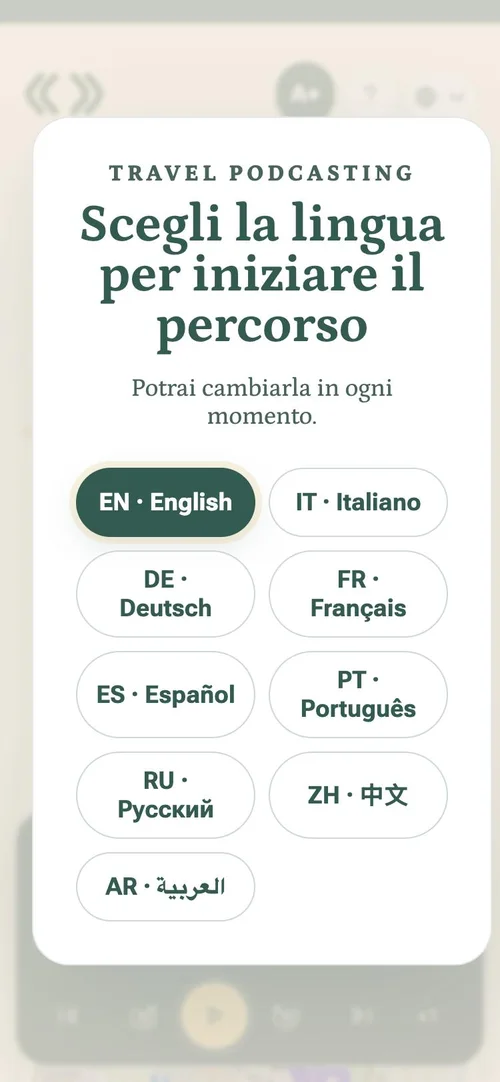 A+
TRAVEL PODCASTING
Scegli la lingua
per iniziare il
percorso
Potrai cambiarla in ogni
momento.
EN · English
IT · Italiano
DE ·
Deutsch
FR ·
Français
ES · Español
PT ·
Português
RU ·
Русский
ZH · 中文
AR · العربية